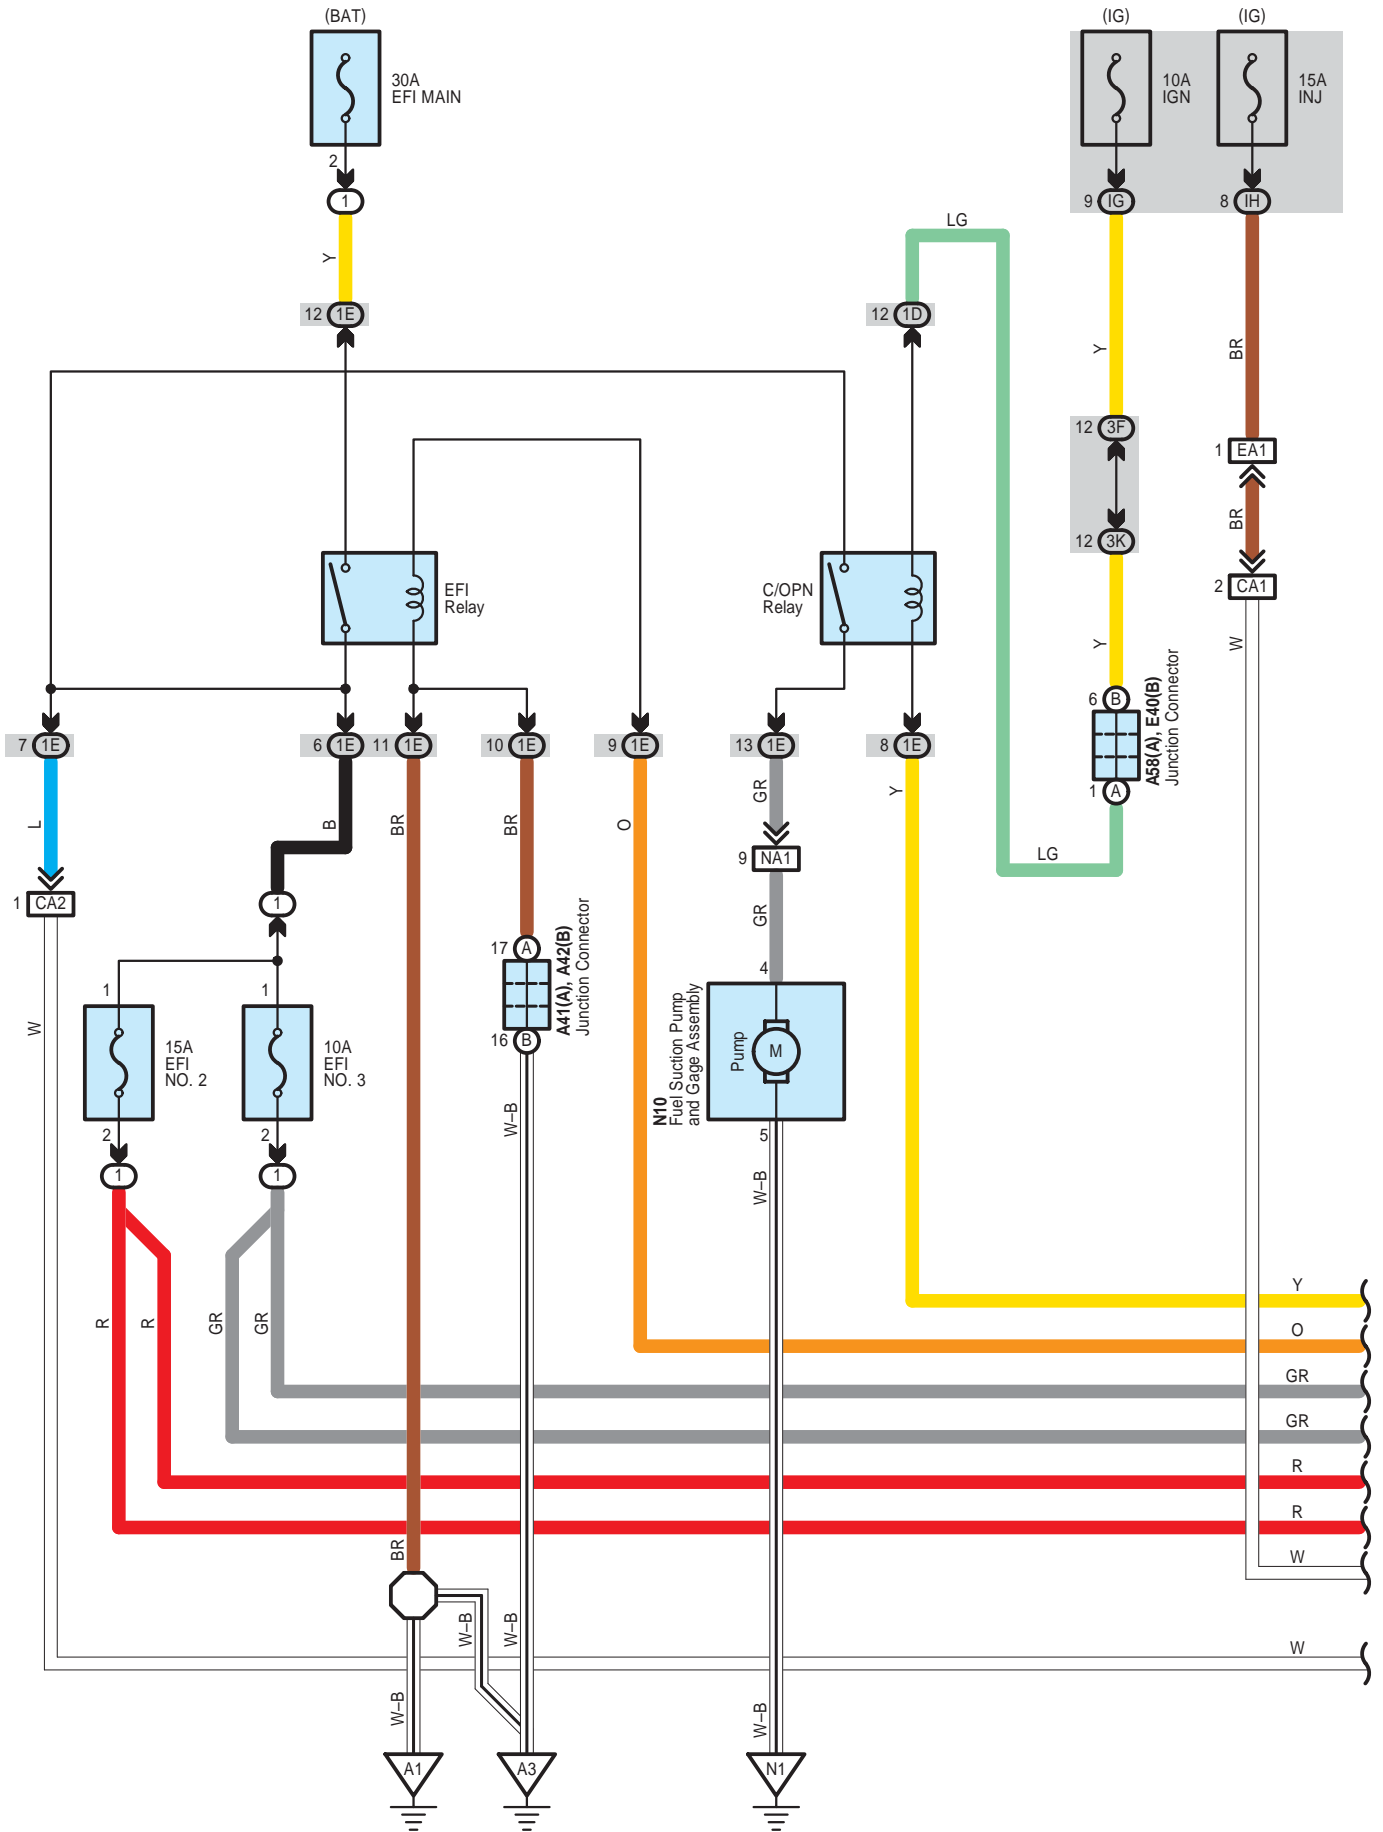 (BAT)
(IG)
(IG)
30A
EFI MAIN
10A
IGN
15A
INJ
2
1
9 IG
8 IH
LG
Y
12 1E
12 1D
Y
BR
12 3F
1 EA1
BR
12 3K
2 CA1
EFI
Relay
C/OPN
Relay
Y
W
A58(A), E40(B)
Junction Connector
6 B
1 A
7 1E
6 1E
11 1E
10 1E
9 1E
13 1E
8 1E
L
B
BR
BR
O
GR
Y
9 NA1
LG
1 CA2
1
GR
17 A
A41(A), A42(B)
Junction Connector
16 B
4
1
1
W
15A
EFI
NO. 2
10A
EFI
NO. 3
N10
Fuel Suction Pump
and Gage Assembly
Pump
M
2
2
W–B
5
1
1
W–B
R
R
GR
GR
Y
O
GR
GR
R
R
W
BR
W–B
W–B
W
W–B
W–B
A1
A3
N1